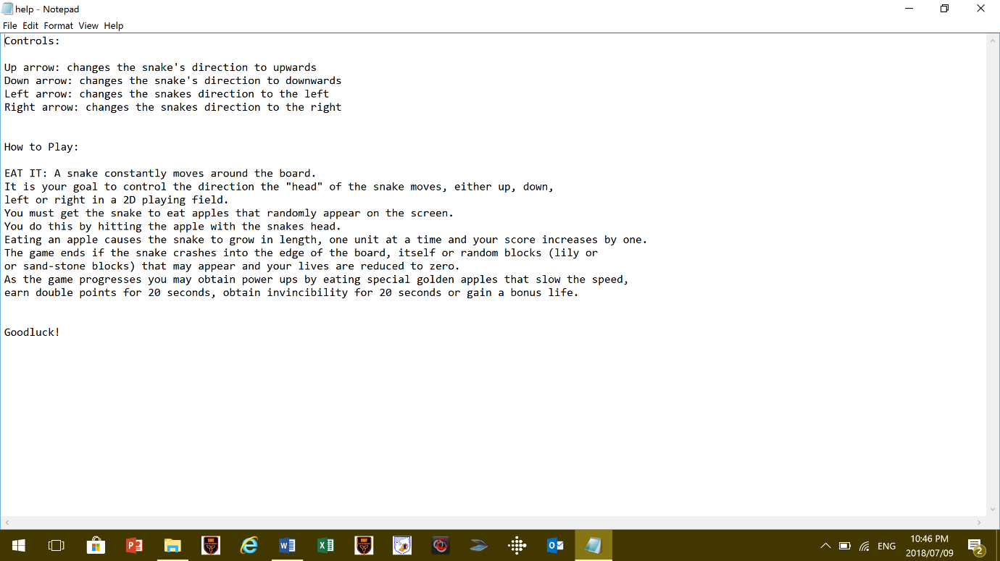 help - Notepad
File Edit Format View Help
Controls:
Up arrow: changes the snake's direction to upwards
Down arrow: changes the snake's direction to downwards
Left arrow: changes the snakes direction to the left
Right arrow: changes the snakes direction to the right
How to Play:
EAT IT: A snake constantly moves around the board.
It is your goal to control the direction the "head" of the snake moves, either up, down,
left or right in a 2D playing field.
You must get the snake to eat apples that randomly appear on the screen.
You do this by hitting the apple with the snakes head.
Eating an apple causes the snake to grow in length, one unit at a time and your score increases by one.
The game ends if the snake crashes into the edge of the board, itself or random blocks (lily or
or sand-stone blocks) that may appear and your lives are reduced to zero.
As the game progresses you may obtain power ups by eating special golden apples that slow the speed,
earn double points for 20 seconds, obtain invincibility for 20 seconds or gain a bonus life.
Goodluck!
ENG
10:46 PM
2018/07/09
2